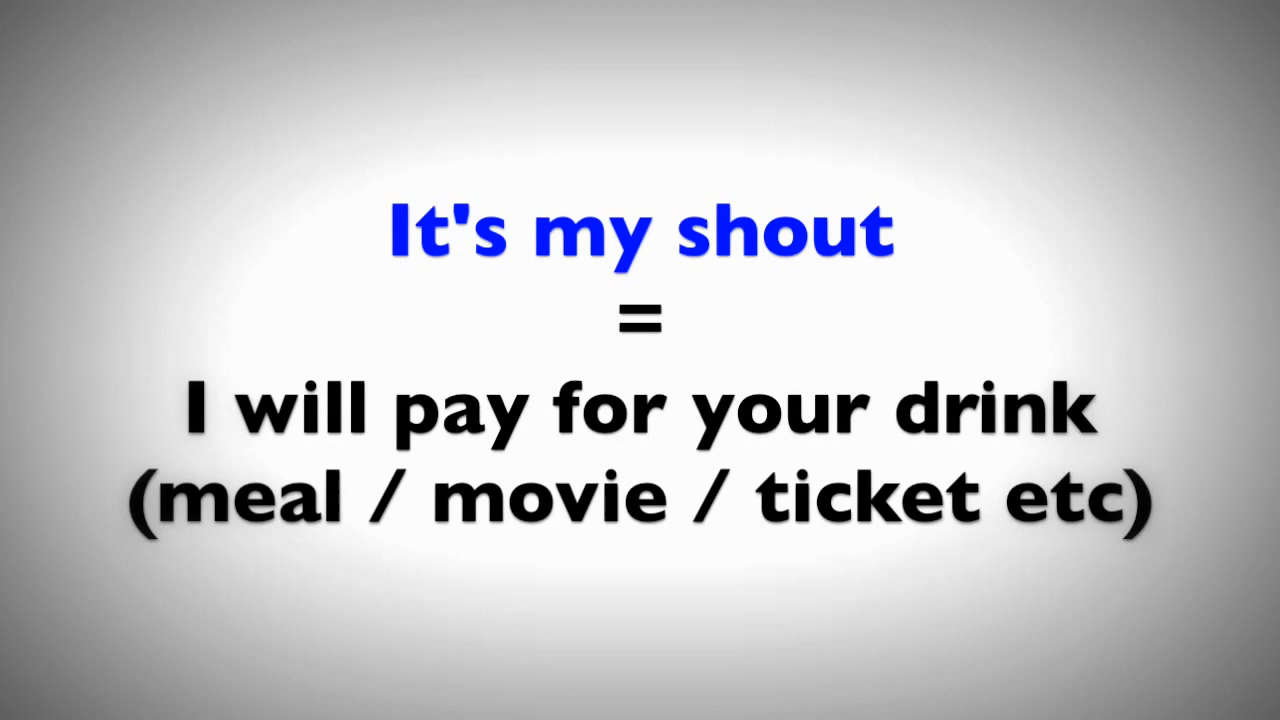 It's my shout
=
I will pay for your drink
(meal / movie / ticket etc)